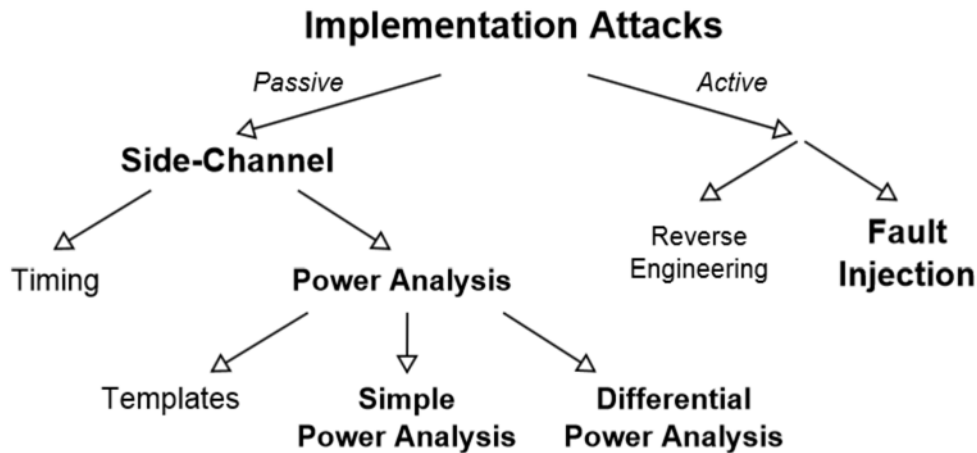 Implementation Attacks
Passive
Active
Side-Channel
Timing
Power Analysis
Reverse
Engineering
Fault
Injection
Templates
Simple
Power Analysis
Differential
Power Analysis